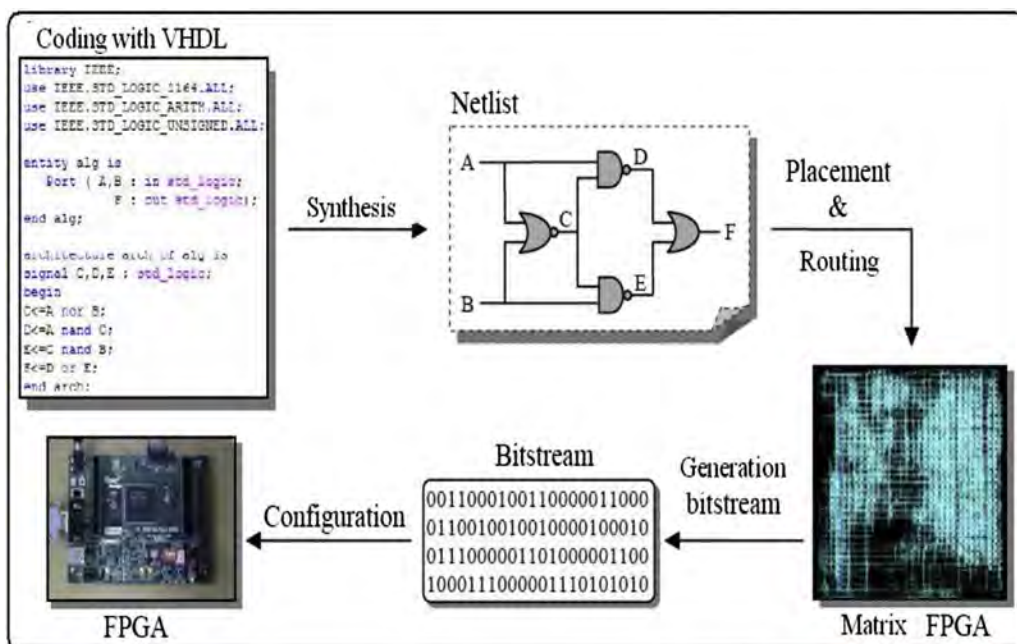 Coding with VHDL
library IEEE;
use IEEE.STD_LOGIC_1164.ALL;
use IEEE.STD_LOGIC_ARITH.ALL;
use IEEE.STD_LOGIC_UNSIGNED.ALL;
entity alg is
Port ( A,B : in std_logic;
F : out std_logic);
end alg;
architecture arch of alg is
signal C,D,E : std_logic;
begin
C<=A nor B;
D<=A nand C;
E<=C nand B;
F<=D or E;
end arch;
Synthesis
Netlist
A
D
C
F
E
B
Placement
&
Routing
Matrix FPGA
Generation
bitstream
Bitstream
0011000100110000011000
0110010010010000100010
0111000001101000001100
1000111000001110101010
Configuration
FPGA